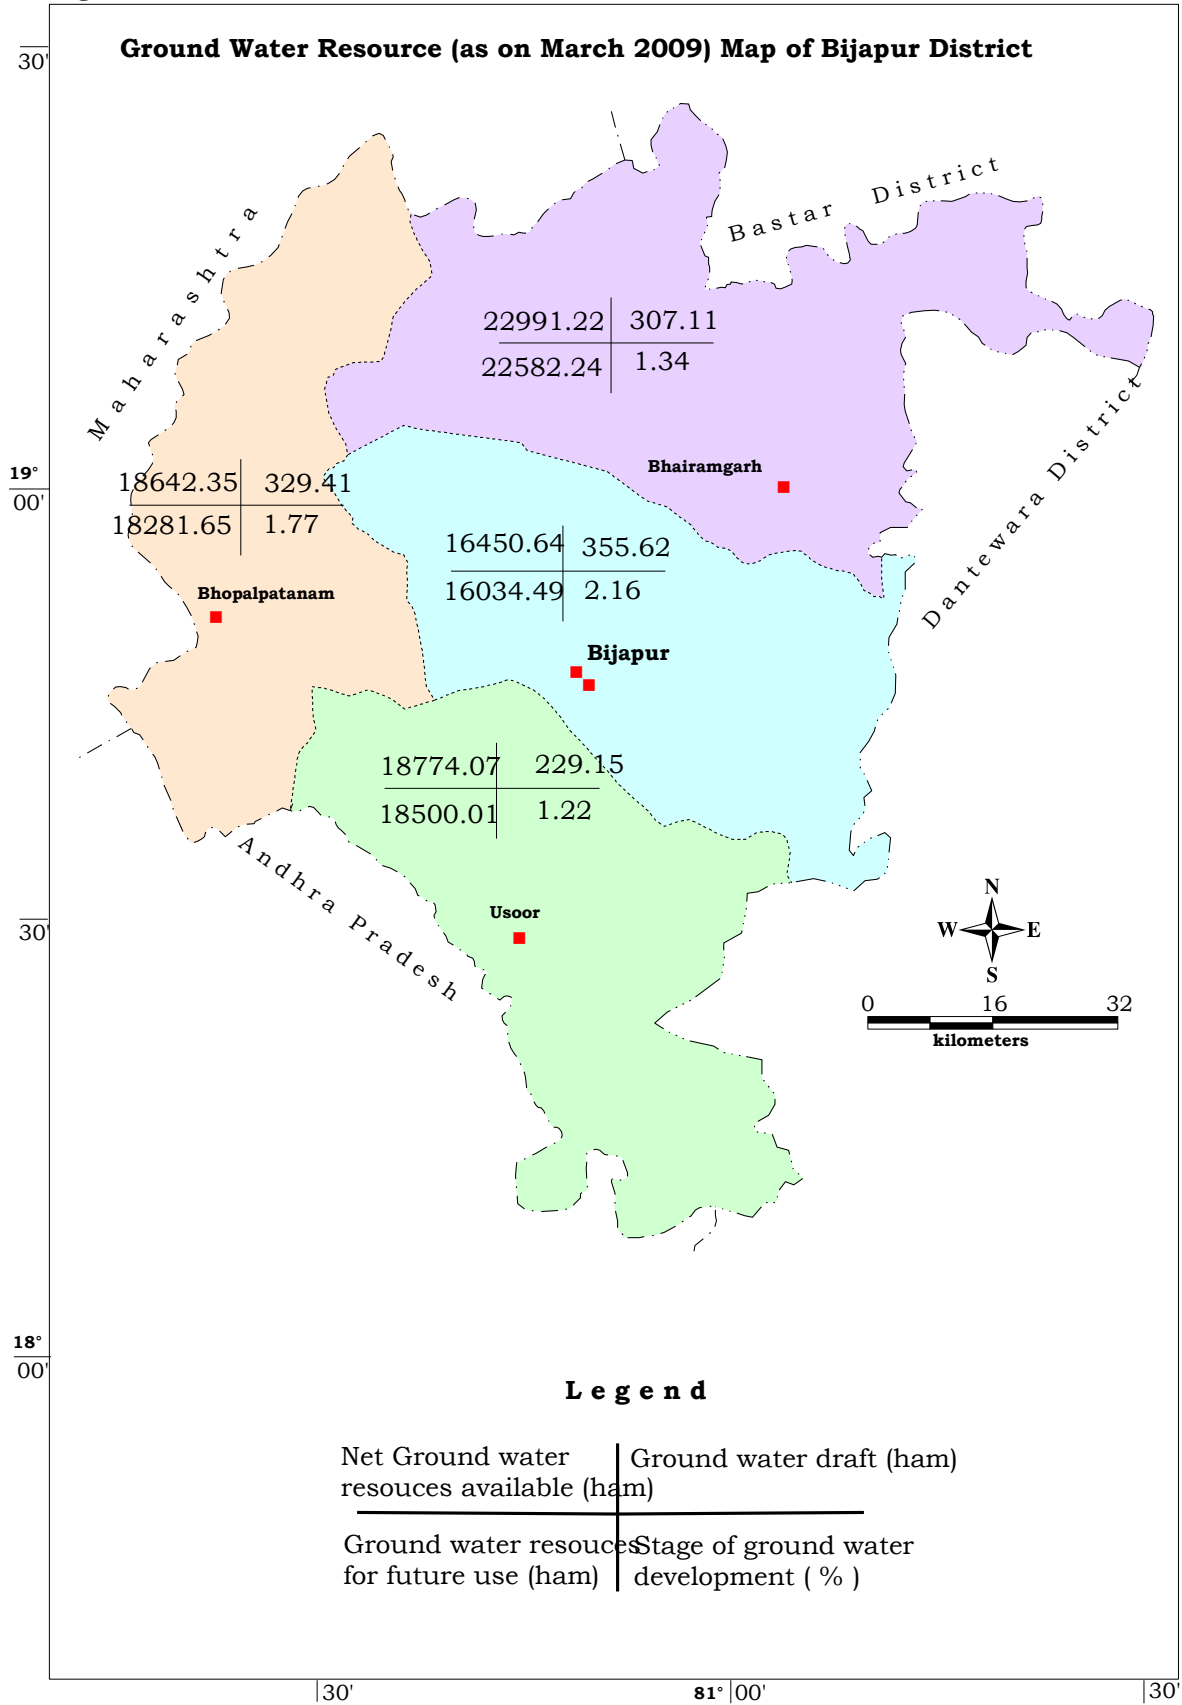 Ground Water Resource (as on March 2009) Map of Bijapur District
30'
Maharashtra
Bastar District
22991.22 307.11
22582.24 1.34
Dantewara District
Bhairamgarh
19°
00'
18642.35 329.41
18281.65 1.77
16450.64 355.62
16034.49 2.16
Bhopalpatanam
Bijapur
18774.07 229.15
18500.01 1.22
Andhra Pradesh
Usoor
30'
N
W E
S
0 16 32
kilometers
18°
00'
Legend
Net Ground water
resouces available (ham)
Ground water draft (ham)
Ground water resouces
for future use (ham)
Stage of ground water
development ( % )
30' 81° 00' 30'